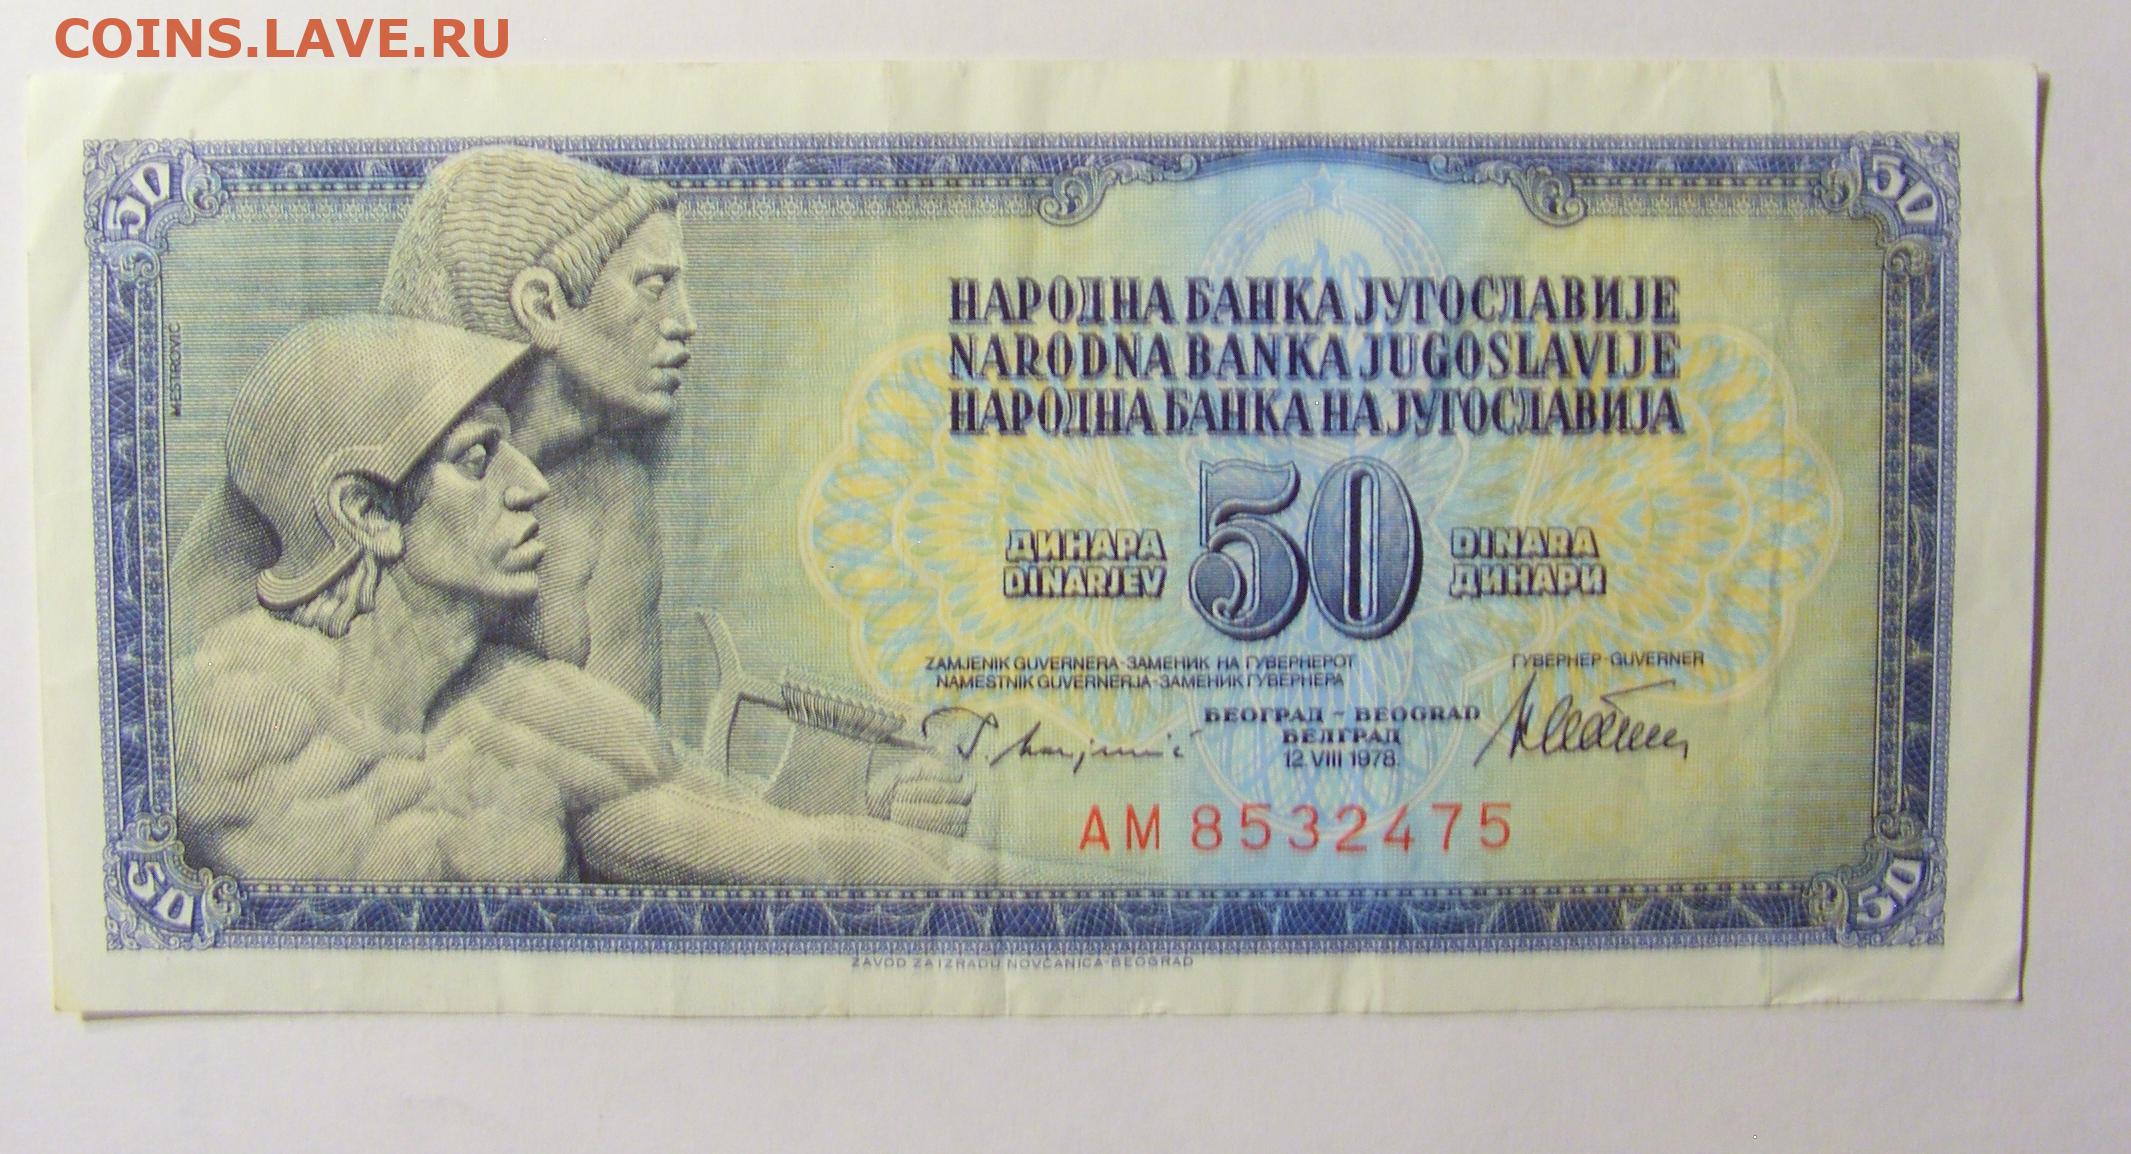 COINS.LAVE.RU
50
50
MEŠTROVIĆ
НАРОДНА БАНКА ЈУГОСЛАВИЈЕ
NARODNA BANKA JUGOSLAVIJE
НАРОДНА БАНКА НА ЈУГОСЛАВИЈА
ДИНАРА 50 DINARA
DINARJEV ДИНАРИ
ZAMJENIK GUVERNERA-ЗАМЕНИК НА ГУВЕРНЕРОТ ГУВЕРНЕР-GUVERNER
NAMESTNIK GUVERNERJA-ЗАМЕНИК ГУВЕРНЕРА
БЕОГРАД - BEOGRAD
БЕЛГРАД
12. VIII 1978.
AM 8532475
50
50
ZAVOD ZA IZRADU NOVČANICA-BEOGRAD